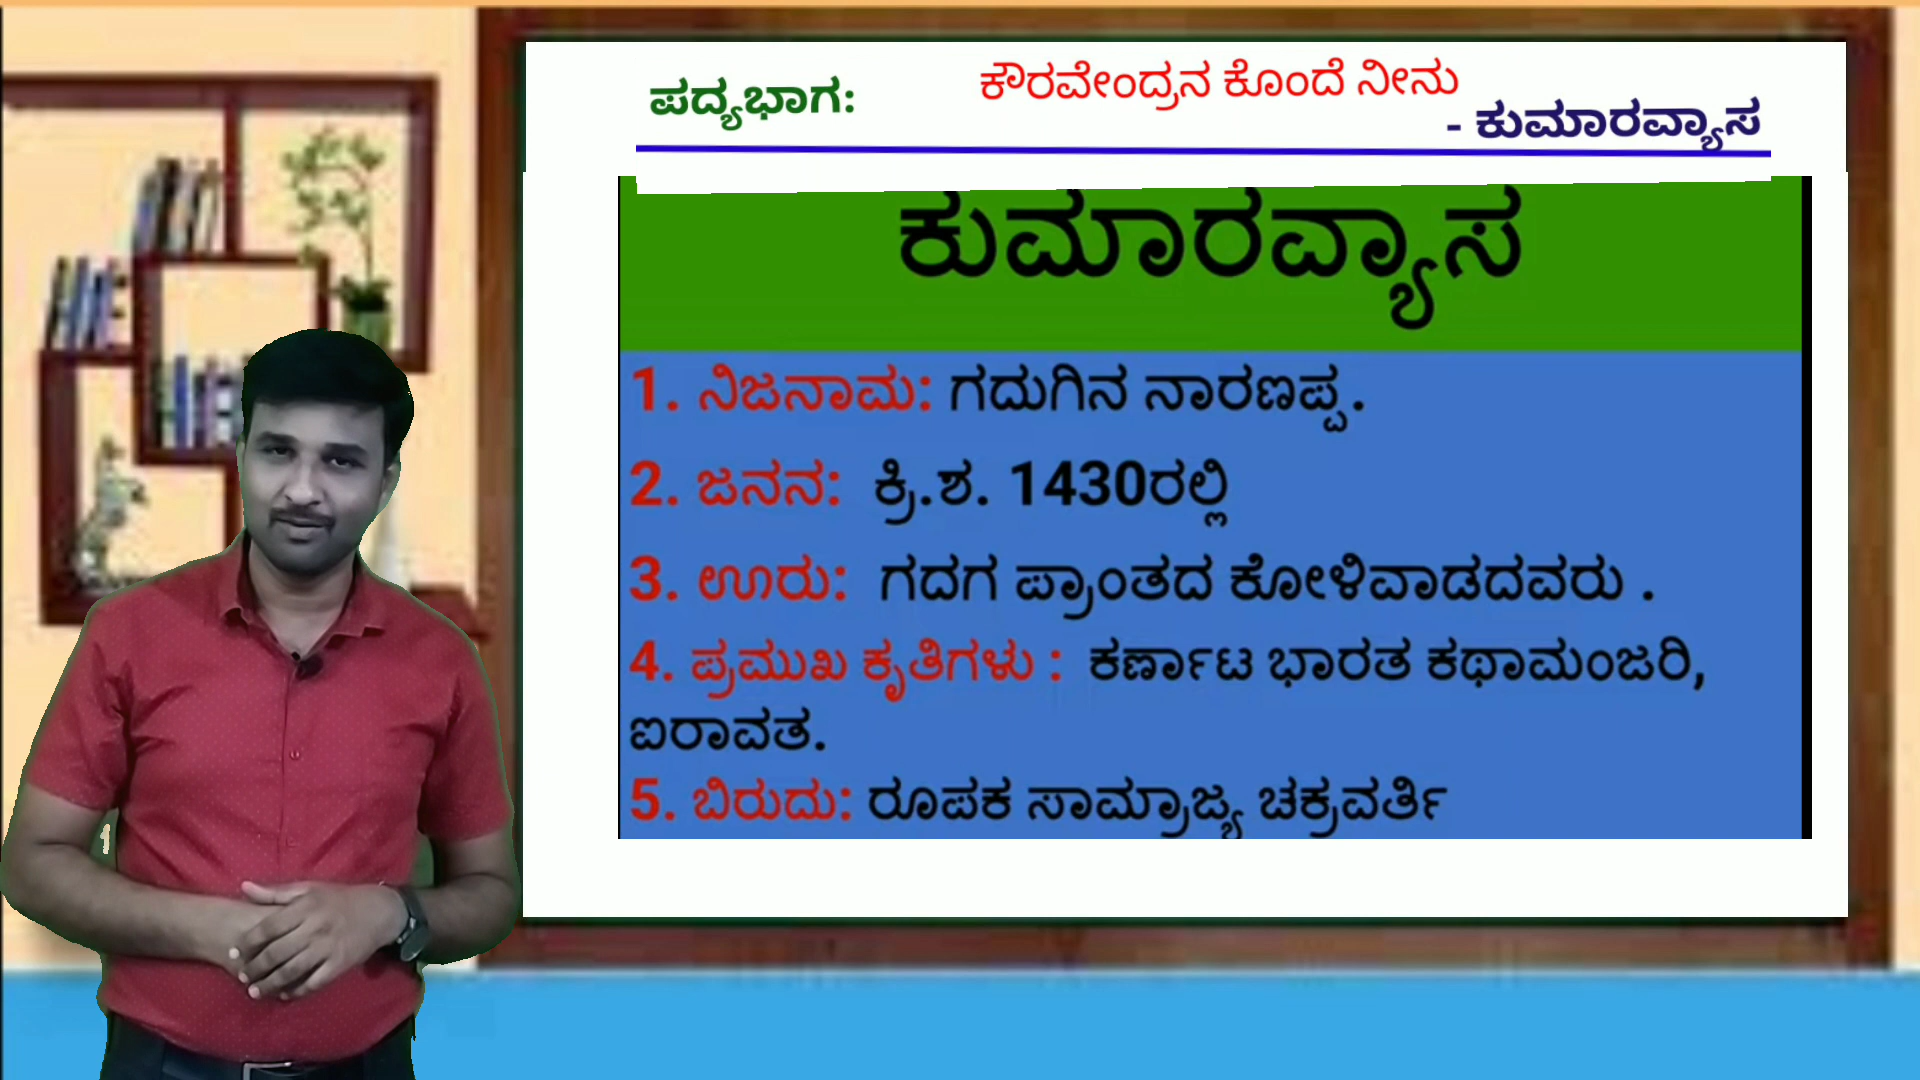 ಪದ್ಯಭಾಗ:
ಕೌರವೇಂದ್ರನ ಕೊಂದೆ ನೀನು
- ಕುಮಾರವ್ಯಾಸ
ಕುಮಾರವ್ಯಾಸ
1. ನಿಜನಾಮ: ಗದುಗಿನ ನಾರಣಪ್ಪ.
2. ಜನನ: ಕ್ರಿ.ಶ. 1430ರಲ್ಲಿ
3. ಊರು: ಗದಗ ಪ್ರಾಂತದ ಕೋಳಿವಾಡದವರು .
4. ಪ್ರಮುಖ ಕೃತಿಗಳು : ಕರ್ಣಾಟ ಭಾರತ ಕಥಾಮಂಜರಿ,
ಐರಾವತ.
5. ಬಿರುದು: ರೂಪಕ ಸಾಮ್ರಾಜ್ಯ ಚಕ್ರವರ್ತಿ